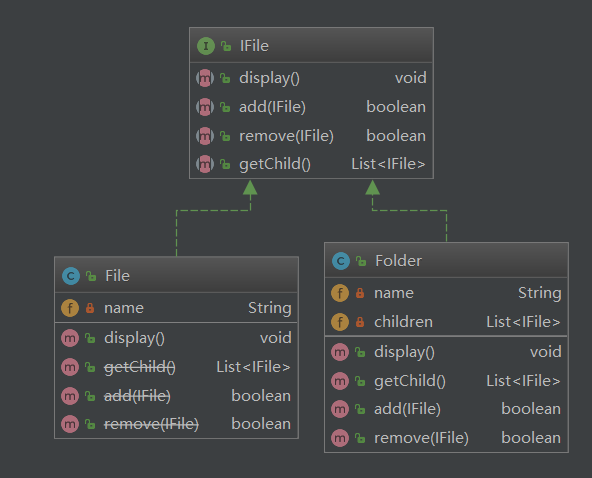 I IFile
m display() void
m add(IFile) boolean
m remove(IFile) boolean
m getChild() List<IFile>
C File
f name String
m display() void
m getChild() List<IFile>
m add(IFile) boolean
m remove(IFile) boolean
C Folder
f name String
f children List<IFile>
m display() void
m getChild() List<IFile>
m add(IFile) boolean
m remove(IFile) boolean